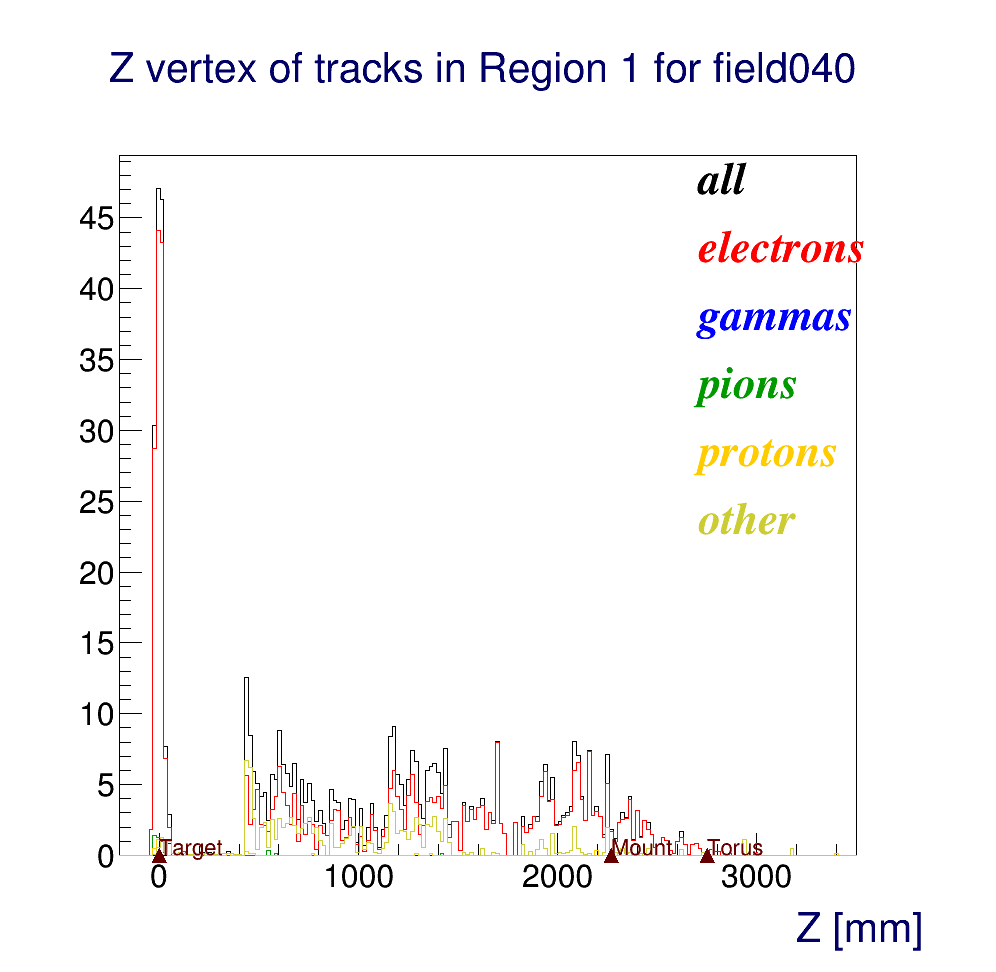 Z vertex of tracks in Region 1 for field040
all
electrons
gammas
pions
protons
other
45
40
35
30
25
20
15
10
5
0
Target Mount Torus
0 1000 2000 3000
Z [mm]